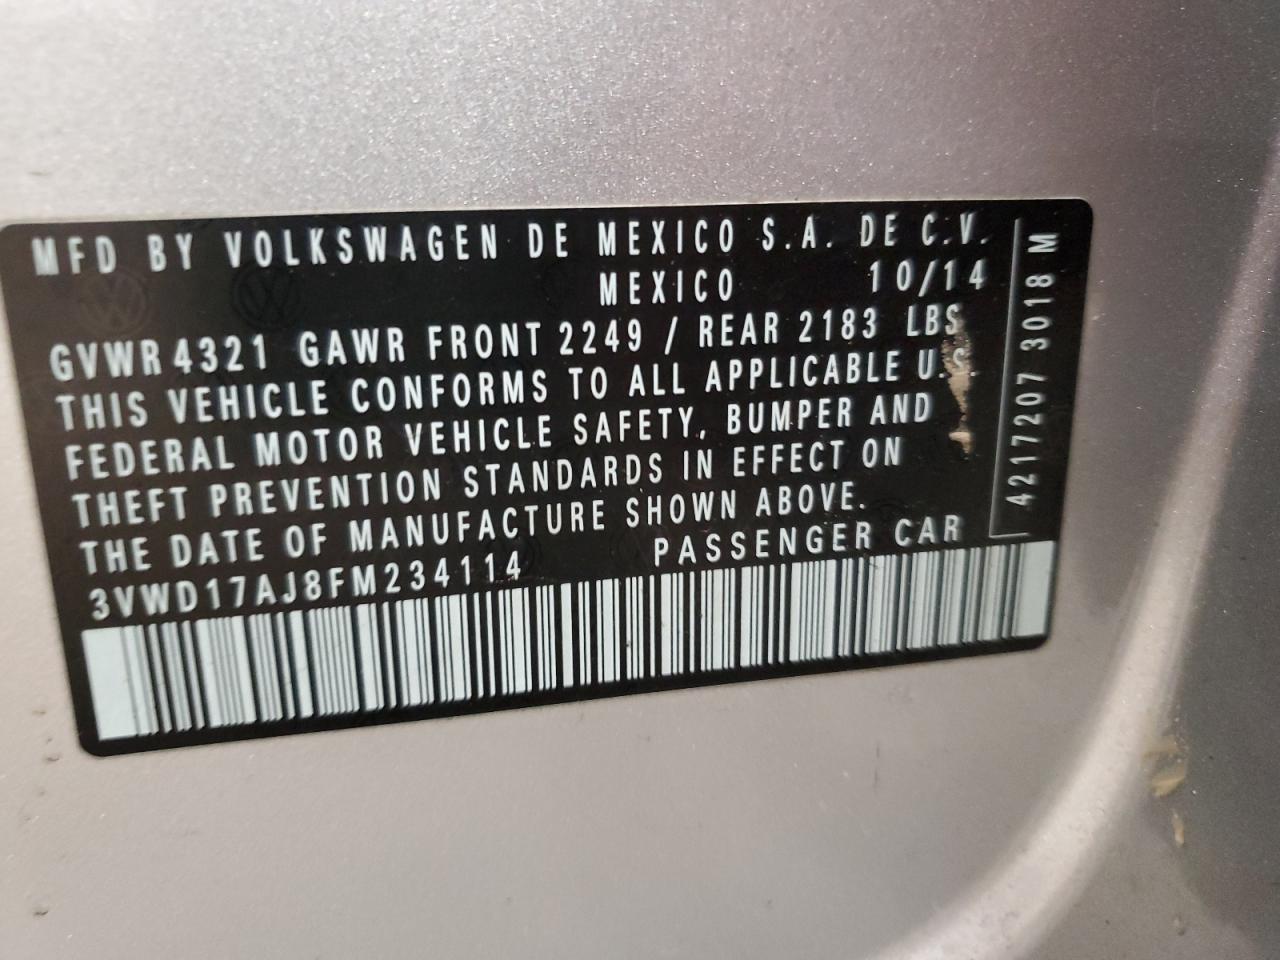 MFD BY VOLKSWAGEN DE MEXICO S.A. DE C.V.
MEXICO 10/14
GVWR 4321 GAWR FRONT 2249 / REAR 2183 LBS
THIS VEHICLE CONFORMS TO ALL APPLICABLE U.S.
FEDERAL MOTOR VEHICLE SAFETY, BUMPER AND
THEFT PREVENTION STANDARDS IN EFFECT ON
THE DATE OF MANUFACTURE SHOWN ABOVE.
3VWD17AJ8FM234114 PASSENGER CAR
4217207 3018 M